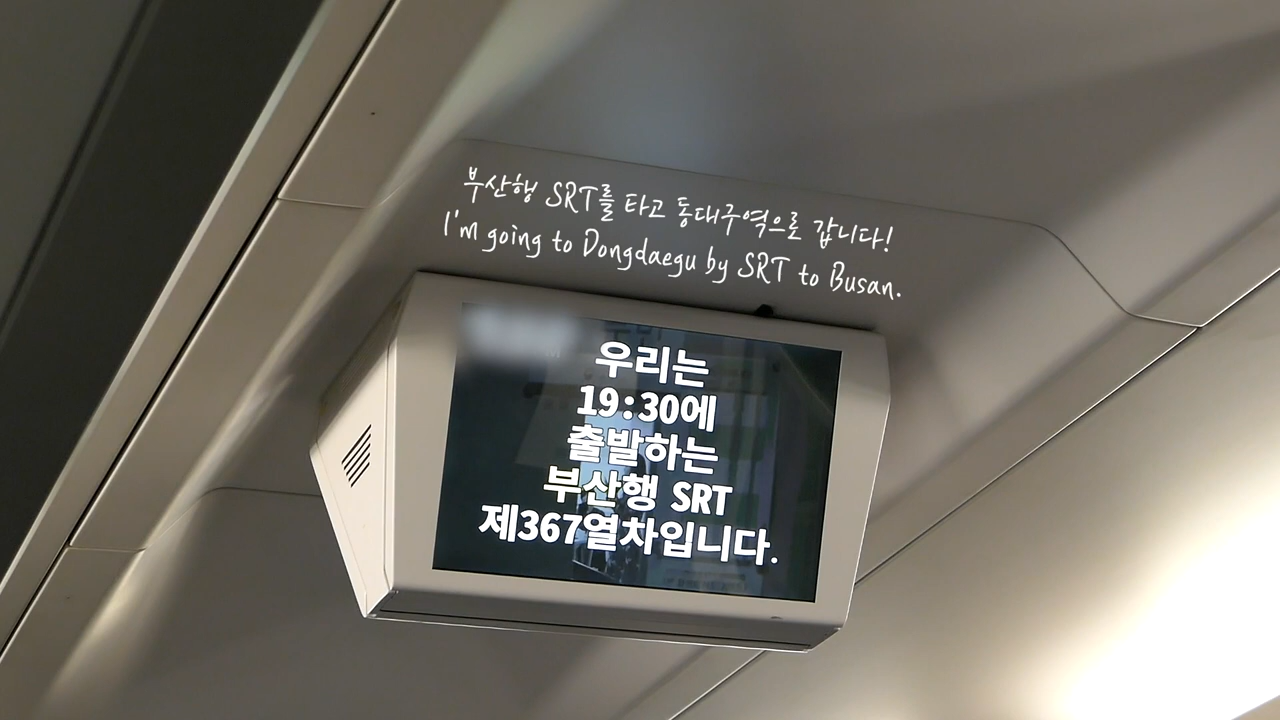 부산행 SRT를 타고 동대구역으로 갑니다!
I'm going to Dongdaegu by SRT to Busan.
우리는
19:30에
출발하는
부산행 SRT
제367열차입니다.